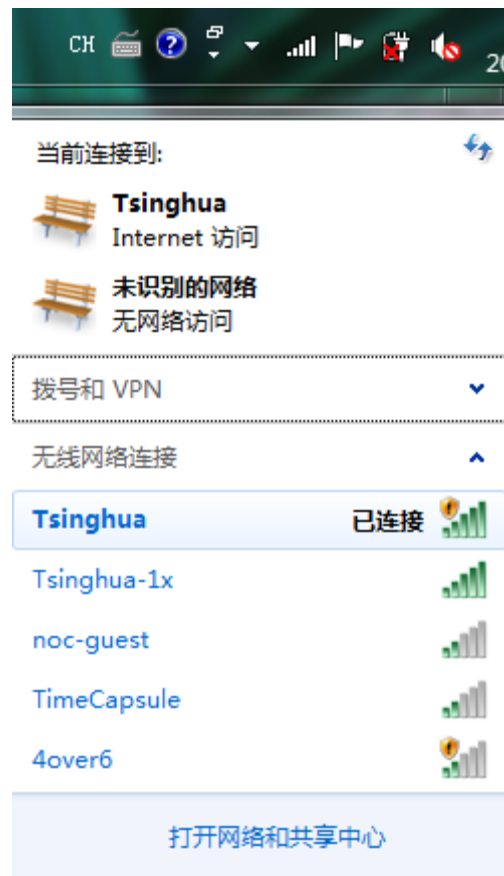 CH
20
当前连接到:
Tsinghua
Internet 访问
未识别的网络
无网络访问
拨号和 VPN
无线网络连接
Tsinghua 已连接
Tsinghua-1x
noc-guest
TimeCapsule
4over6
打开网络和共享中心